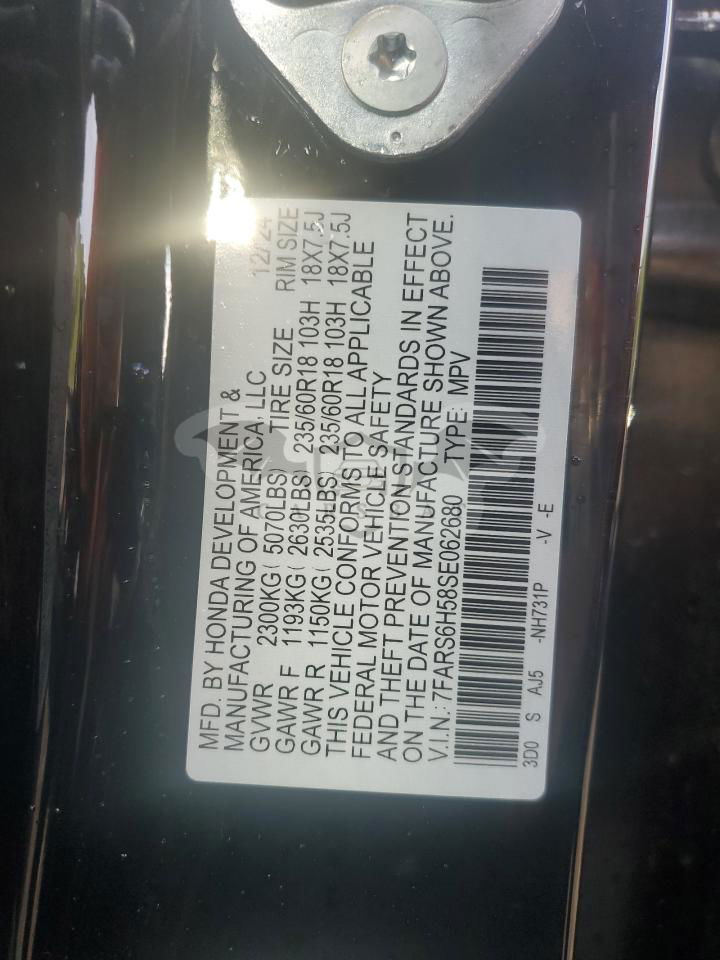 MFD. BY HONDA DEVELOPMENT &
MANUFACTURING OF AMERICA, LLC 12/24
GVWR 2300KG( 5070LBS) TIRE SIZE RIM SIZE
GAWR F 1193KG( 2630LBS) 235/60R18 103H 18X7.5J
GAWR R 1150KG( 2535LBS) 235/60R18 103H 18X7.5J
THIS VEHICLE CONFORMS TO ALL APPLICABLE
FEDERAL MOTOR VEHICLE SAFETY
AND THEFT PREVENTION STANDARDS IN EFFECT
ON THE DATE OF MANUFACTURE SHOWN ABOVE.
V.I.N.: 7FARS6H58SE062680 TYPE: MPV
3D0 S AJ5 -NH731P -V -E